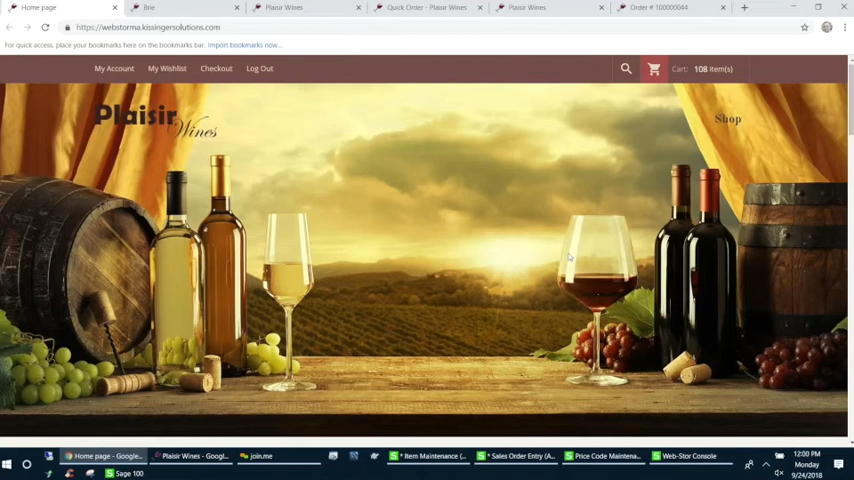 Home page
Brie
Plaisir Wines
Quick Order - Plaisir Wines
Plaisir Wines
Order # 100000044
https://webstorma.kissingersolutions.com
For quick access, place your bookmarks here on the bookmarks bar. Import bookmarks now...
My Account My Wishlist Checkout Log Out
Cart: 108 item(s)
Plaisir Wines
Shop
Home page - Google...
Plaisir Wines - Googl...
join.me
* Item Maintenance (...
* Sales Order Entry (A...
Price Code Maintena...
Web-Stor Console
Sage 100
12:00 PM
Monday
9/24/2018